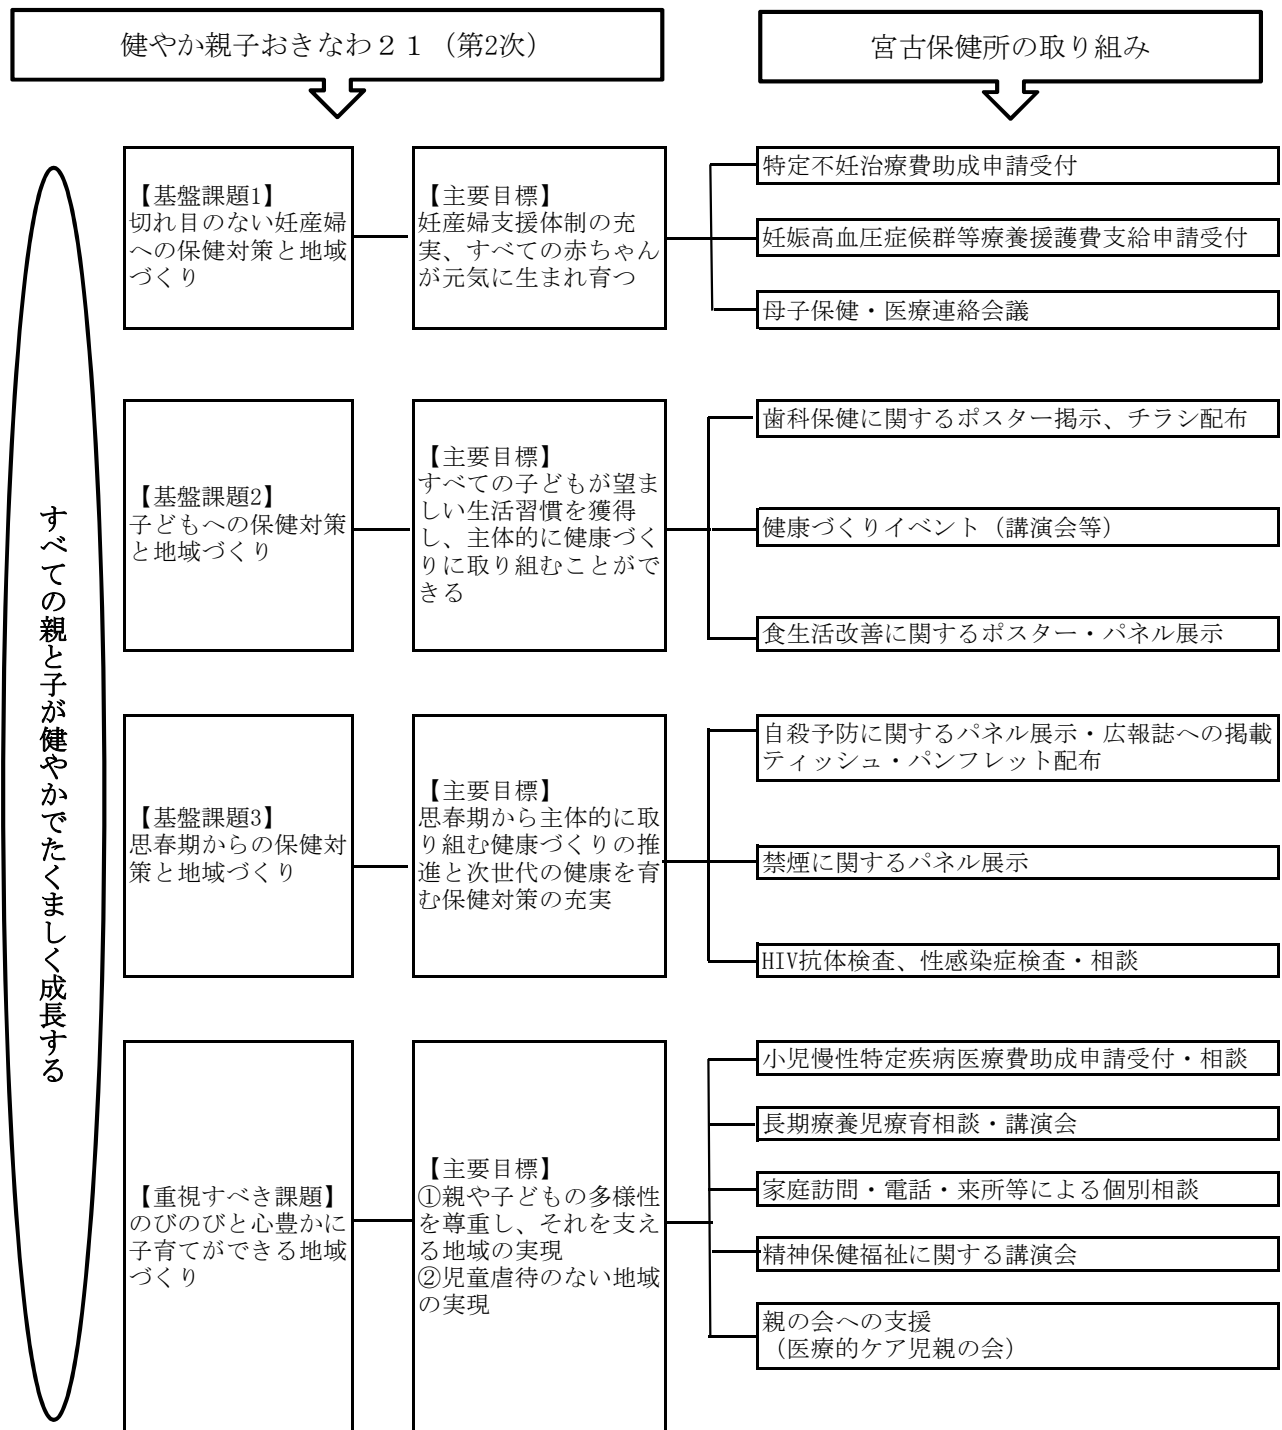 健やか親子おきなわ２１（第2次）
宮古保健所の取り組み
すべての親と子が健やかでたくましく成長する
【基盤課題1】
切れ目のない妊産婦
への保健対策と地域
づくり
【主要目標】
妊産婦支援体制の充
実、すべての赤ちゃん
が元気に生まれ育つ
特定不妊治療費助成申請受付
妊娠高血圧症候群等療養援護費支給申請受付
母子保健・医療連絡会議
【基盤課題2】
子どもへの保健対策
と地域づくり
【主要目標】
すべての子どもが望ま
しい生活習慣を獲得
し、主体的に健康づく
りに取り組むことがで
きる
歯科保健に関するポスター掲示、チラシ配布
健康づくりイベント（講演会等）
食生活改善に関するポスター・パネル展示
【基盤課題3】
思春期からの保健対
策と地域づくり
【主要目標】
思春期から主体的に取
り組む健康づくりの推
進と次世代の健康を育
む保健対策の充実
自殺予防に関するパネル展示・広報誌への掲載
ティッシュ・パンフレット配布
禁煙に関するパネル展示
HIV抗体検査、性感染症検査・相談
【重視すべき課題】
のびのびと心豊かに
子育てができる地域
づくり
【主要目標】
①親や子どもの多様性
を尊重し、それを支え
る地域の実現
②児童虐待のない地域
の実現
小児慢性特定疾病医療費助成申請受付・相談
長期療養児療育相談・講演会
家庭訪問・電話・来所等による個別相談
精神保健福祉に関する講演会
親の会への支援
（医療的ケア児親の会）